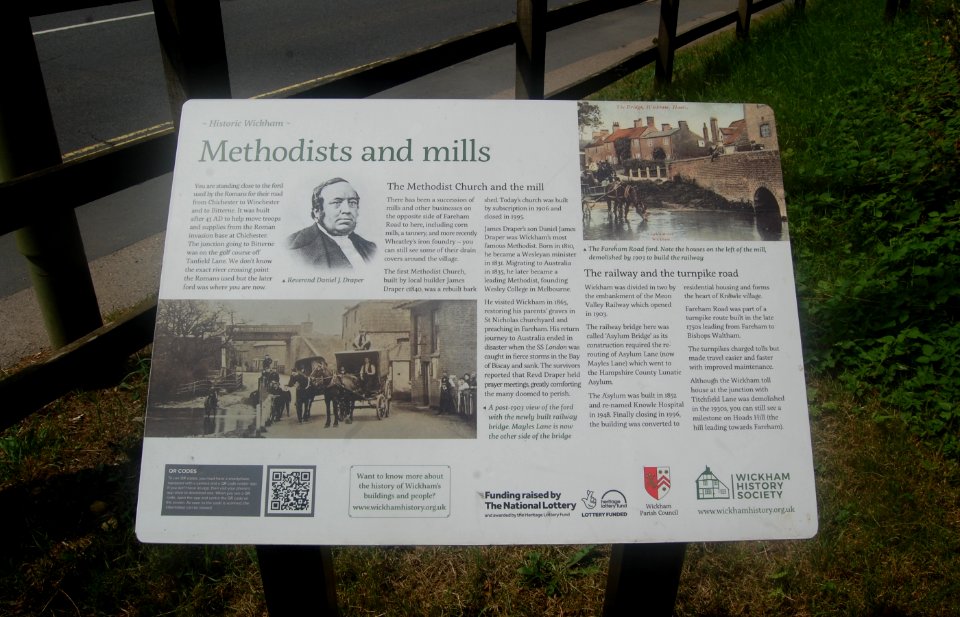 ~ Historic Wickham ~
Methodists and mills
You are standing close to the ford
used by the Romans for their road
from Chichester to Winchester
and to Bitterne. It was built
after 43 AD to help move troops
and supplies from the Roman
invasion base at Chichester.
The junction going to Bitterne
was on the golf course off
Tanfield Lane. We don't know
the exact river crossing point
the Romans used but the later
ford was where you are now.
Reverend Daniel J. Draper
The Methodist Church and the mill
There has been a succession of
mills and other businesses on
the opposite side of Fareham
Road to here, including corn
mills, a tannery, and more recently
Wheatley's iron foundry – you
can still see some of their drain
covers around the village.
The first Methodist Church,
built by local builder James
Draper (1840, was a rebuilt bark
shed. Today's church was built
by subscription in 1906 and
closed in 1995.
James Draper's son Daniel James
Draper was Wickham's most
famous Methodist. Born in 1810,
he became a Wesleyan minister
in 1831. Migrating to Australia
in 1835, he later became a
leading Methodist, founding
Wesley College in Melbourne.
He visited Wickham in 1865,
restoring his parents' graves in
St Nicholas churchyard and
preaching in Fareham. His return
journey to Australia ended in
disaster when the SS London was
caught in fierce storms in the Bay
of Biscay and sank. The survivors
reported that Revd Draper held
prayer meetings, greatly comforting
the many doomed to perish.
A post-1903 view of the ford
with the newly built railway
bridge. Mayles Lane is now
the other side of the bridge
The Bridge, Wickham, Hants.
The Fareham Road ford. Note the houses on the left of the mill,
demolished by 1903 to build the railway
The railway and the turnpike road
Wickham was divided in two by
the embankment of the Meon
Valley Railway which opened
in 1903.
The railway bridge here was
called 'Asylum Bridge' as its
construction required the re-
routing of Asylum Lane (now
Mayles Lane) which went to
the Hampshire County Lunatic
Asylum.
The Asylum was built in 1852
and re-named Knowle Hospital
in 1948. Finally closing in 1996,
the building was converted to
residential housing and forms
the heart of Knowle village.
Fareham Road was part of a
turnpike route built in the late
1750s leading from Fareham to
Bishops Waltham.
The turnpikes charged tolls but
made travel easier and faster
with improved maintenance.
Although the Wickham toll
house at the junction with
Titchfield Lane was demolished
in the 1930s, you can still see a
milestone on Hoads Hill (the
hill leading towards Fareham).
QR CODES
Want to know more about
the history of Wickham's
buildings and people?
www.wickhamhistory.org.uk
Funding raised by
The National Lottery
and awarded by the Heritage Lottery Fund
heritage
lottery fund
LOTTERY FUNDED
Wickham
Parish Council
WICKHAM
HISTORY
SOCIETY
www.wickhamhistory.org.uk